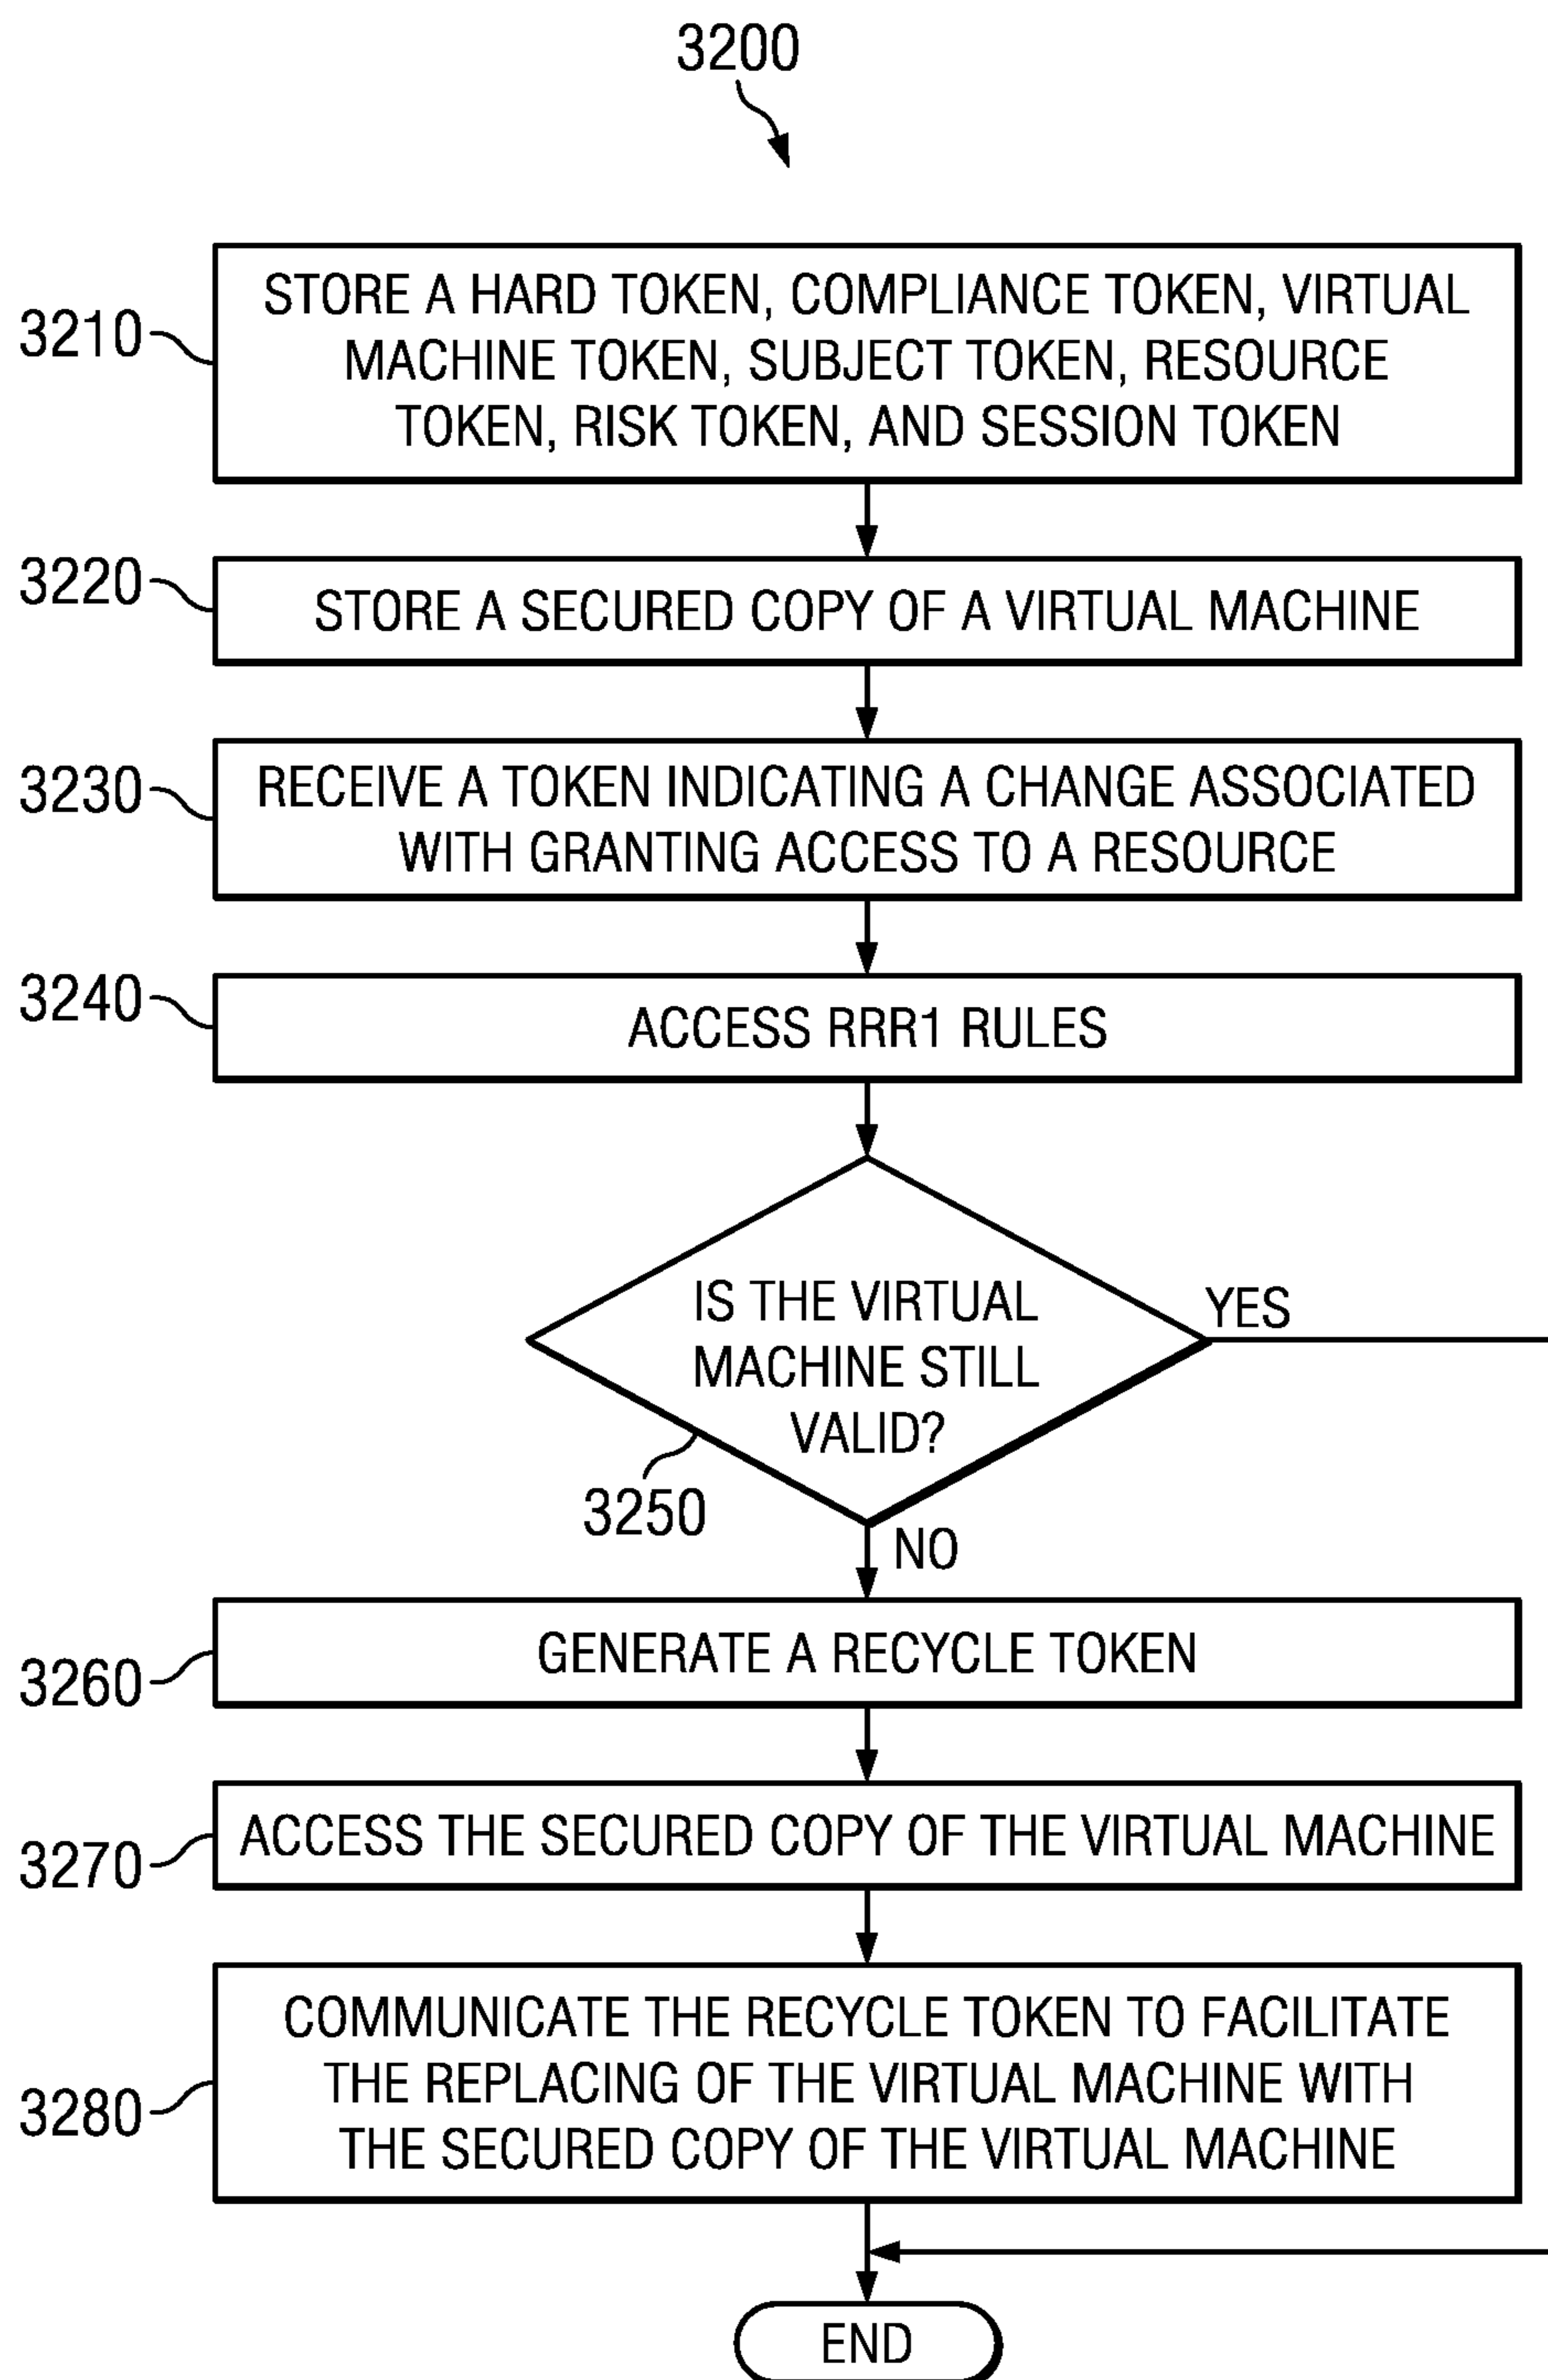 3200
3210
STORE A HARD TOKEN, COMPLIANCE TOKEN, VIRTUAL
MACHINE TOKEN, SUBJECT TOKEN, RESOURCE
TOKEN, RISK TOKEN, AND SESSION TOKEN
3220
STORE A SECURED COPY OF A VIRTUAL MACHINE
3230
RECEIVE A TOKEN INDICATING A CHANGE ASSOCIATED
WITH GRANTING ACCESS TO A RESOURCE
3240
ACCESS RRR1 RULES
IS THE VIRTUAL
MACHINE STILL
VALID?
YES
3250
NO
3260
GENERATE A RECYCLE TOKEN
3270
ACCESS THE SECURED COPY OF THE VIRTUAL MACHINE
3280
COMMUNICATE THE RECYCLE TOKEN TO FACILITATE
THE REPLACING OF THE VIRTUAL MACHINE WITH
THE SECURED COPY OF THE VIRTUAL MACHINE
END